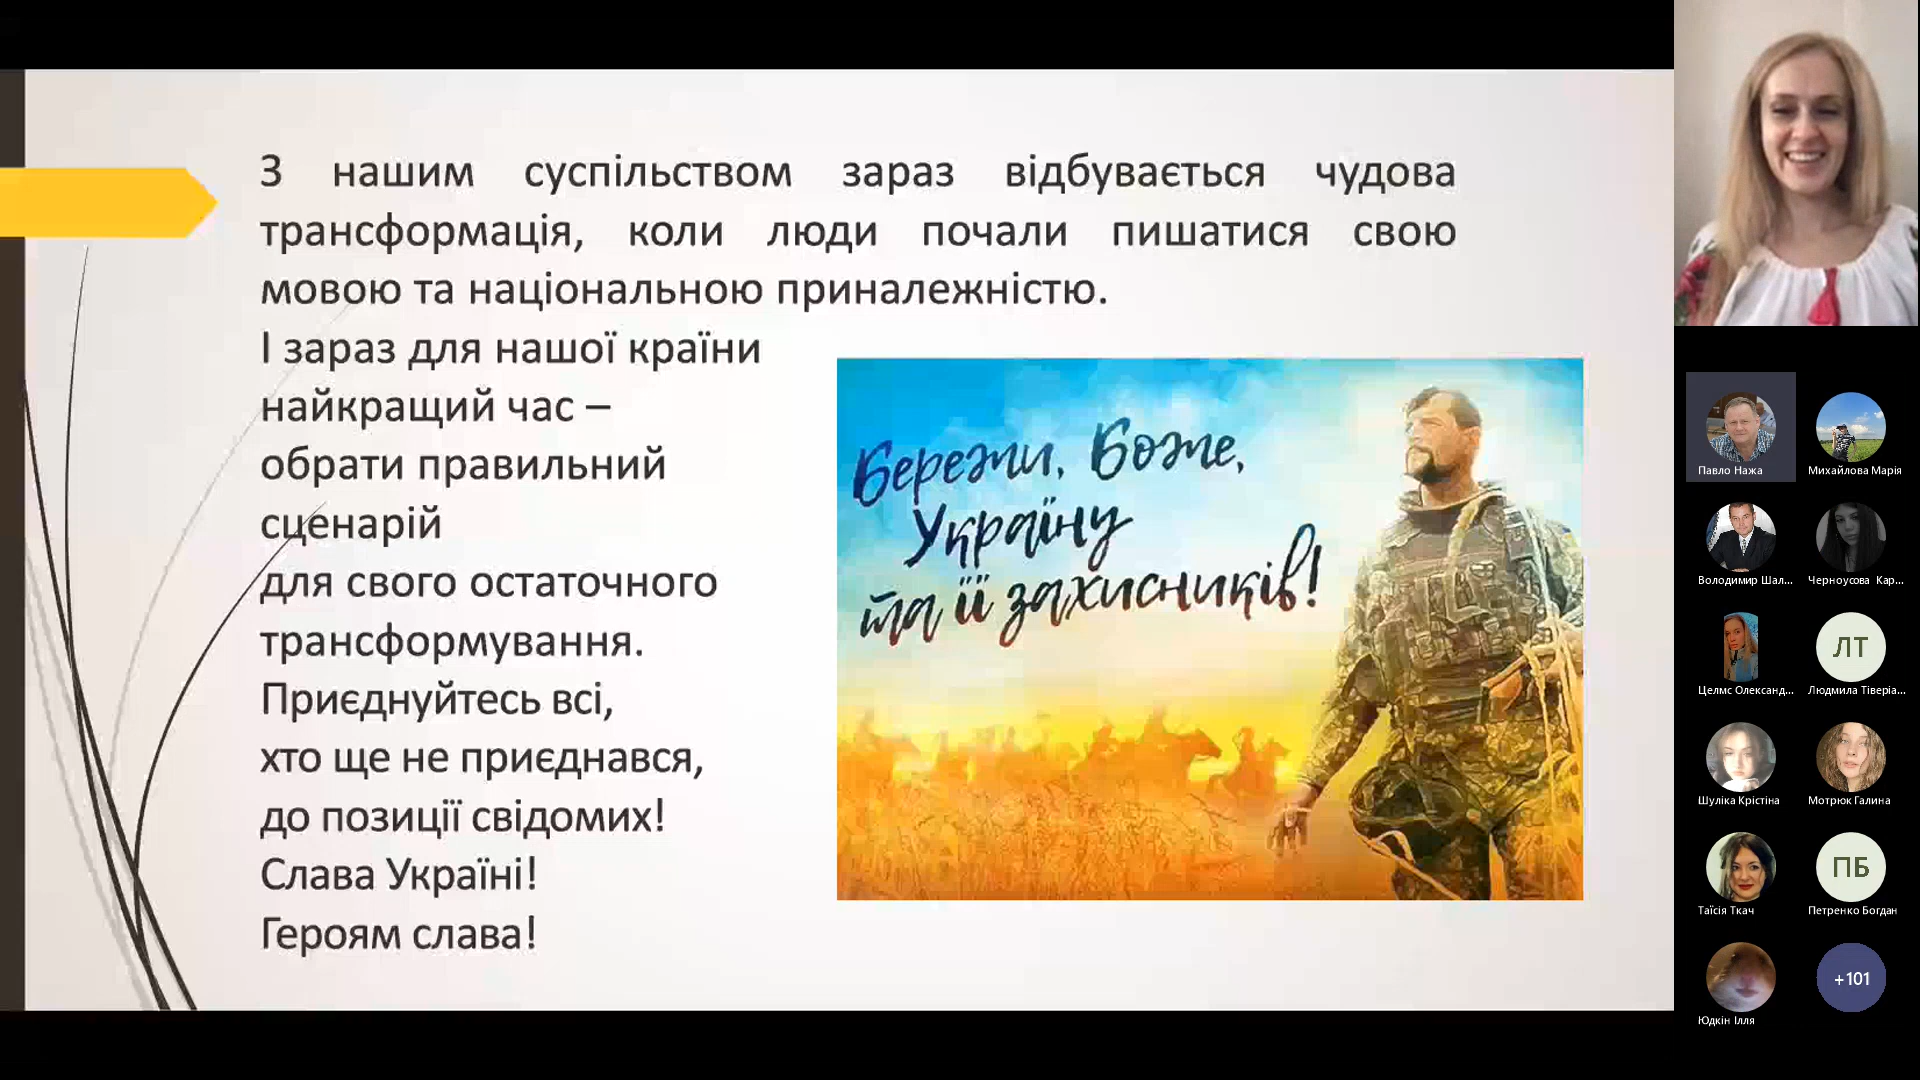 З нашим суспільством зараз відбувається чудова
трансформація, коли люди почали пишатися свою
мовою та національною приналежністю.
І зараз для нашої країни
найкращий час –
обрати правильний
сценарій
для свого остаточного
трансформування.
Приєднуйтесь всі,
хто ще не приєднався,
до позиції свідомих!
Слава Україні!
Героям слава!
Бережи, Боже,
Україну
та її захисників!
Павло Нажа
Михайлова Марія
Володимир Шал...
Черноусова Кар...
Целмс Олександ...
ЛТ
Людмила Тівері­а...
Шуліка Крістіна
Мотрюк Галина
Таїсія Ткач
ПБ
Петренко Богдан
Юдкін Ілля
+101